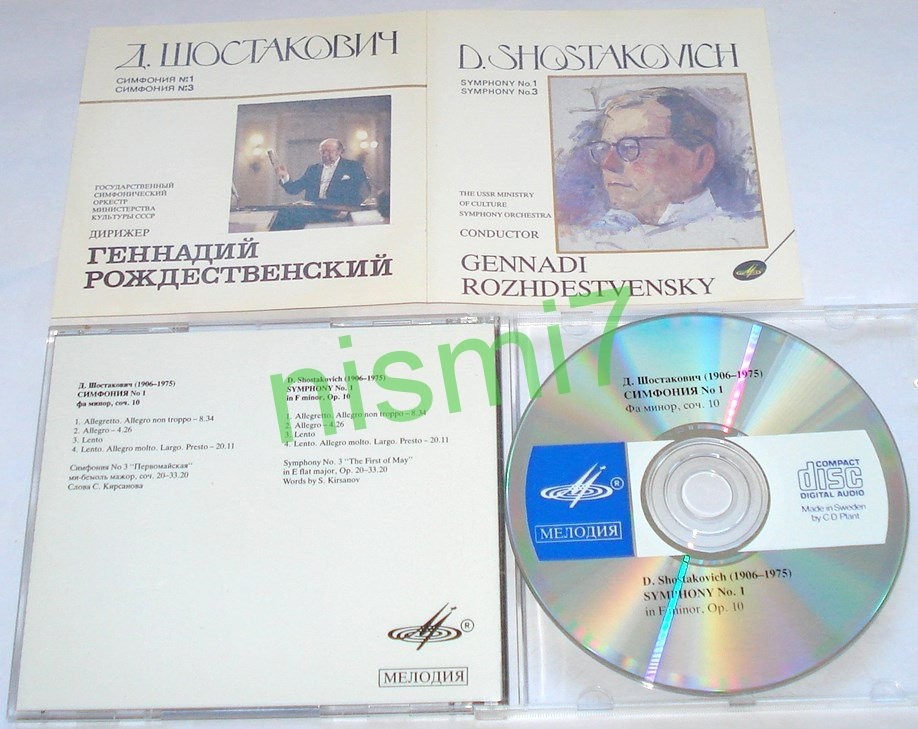 Д. ШОСТАКОВИЧ
СИМФОНИЯ №1
СИМФОНИЯ №3
ГОСУДАРСТВЕННЫЙ
СИМФОНИЧЕСКИЙ
ОРКЕСТР
МИНИСТЕРСТВА
КУЛЬТУРЫ СССР
ДИРИЖЕР
ГЕННАДИЙ
РОЖДЕСТВЕНСКИЙ
D. SHOSTAKOVICH
SYMPHONY No.1
SYMPHONY No.3
THE USSR MINISTRY
OF CULTURE
SYMPHONY ORCHESTRA
CONDUCTOR
GENNADI
ROZHDESTVENSKY
nismi7
Д. Шостакович (1906–1975)
СИМФОНИЯ No 1
фа минор, соч. 10
1. Allegretto. Allegro non troppo – 8.34
2. Allegro – 4.26
3. Lento
4. Lento. Allegro molto. Largo. Presto – 20.11
Симфония No 3 "Первомайская"
ми-бемоль мажор, соч. 20–33.20
Слова С. Кирсанова
D. Shostakovich (1906–1975)
SYMPHONY No. 1
in F minor, Op. 10
1. Allegretto. Allegro non troppo – 8.34
2. Allegro – 4.26
3. Lento
4. Lento. Allegro molto. Largo. Presto – 20.11
Symphony No. 3 "The First of May"
in E flat major, Op. 20–33.20
Words by S. Kirsanov
®
МЕЛОДИЯ
Д. Шостакович (1906–1975)
СИМФОНИЯ No 1
Фа минор, соч. 10
®
МЕЛОДИЯ
COMPACT
disc
DIGITAL AUDIO
Made in Sweden
by CD Plant
D. Shostakovich (1906–1975)
SYMPHONY No. 1
in F minor, Op. 10